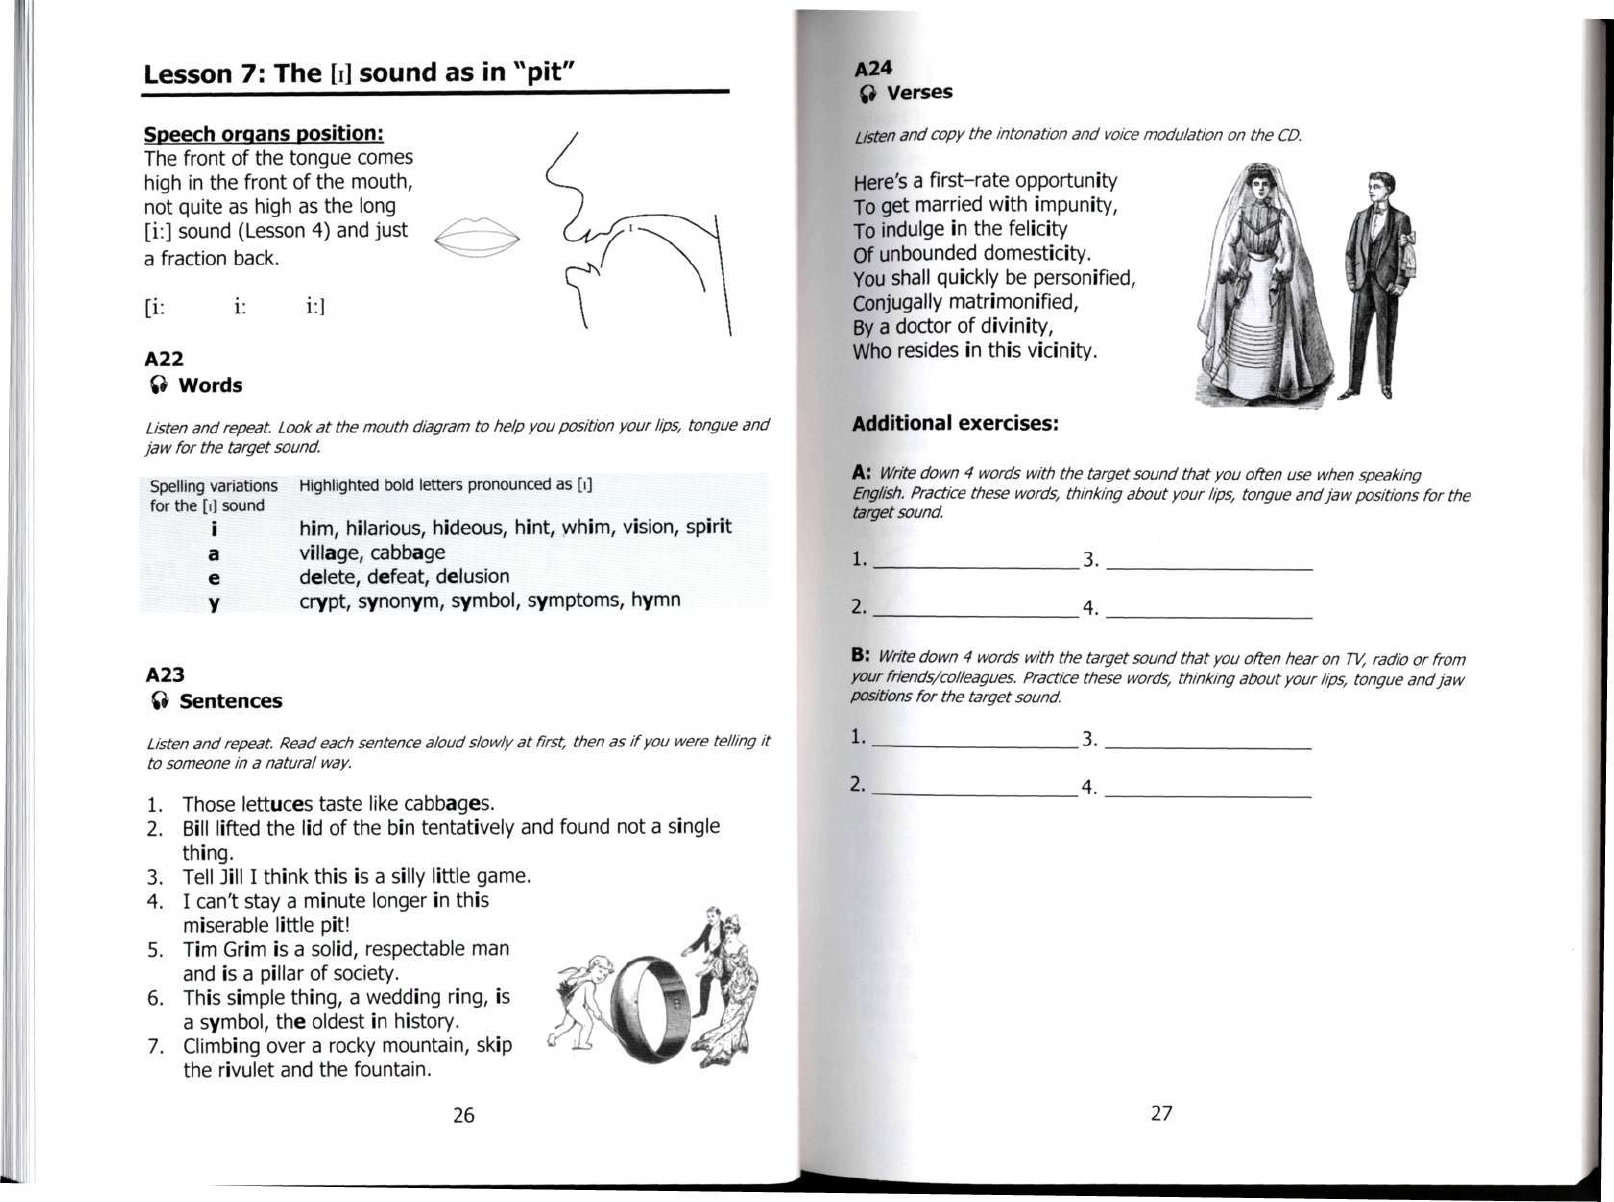 Lesson 7: The [ɪ] sound as in "pit"
Speech organs position:
The front of the tongue comes
high in the front of the mouth,
not quite as high as the long
[i:] sound (Lesson 4) and just
a fraction back.
[i: i: i:]
I
A22
Words
Listen and repeat. Look at the mouth diagram to help you position your lips, tongue and
jaw for the target sound.
Spelling variations Highlighted bold letters pronounced as [ɪ]
for the [ɪ] sound
i him, hilarious, hideous, hint, whim, vision, spirit
a village, cabbage
e delete, defeat, delusion
y crypt, synonym, symbol, symptoms, hymn
A23
Sentences
Listen and repeat. Read each sentence aloud slowly at first, then as if you were telling it
to someone in a natural way.
1. Those lettuces taste like cabbages.
2. Bill lifted the lid of the bin tentatively and found not a single
thing.
3. Tell Jill I think this is a silly little game.
4. I can't stay a minute longer in this
miserable little pit!
5. Tim Grim is a solid, respectable man
and is a pillar of society.
6. This simple thing, a wedding ring, is
a symbol, the oldest in history.
7. Climbing over a rocky mountain, skip
the rivulet and the fountain.
26
A24
Verses
Listen and copy the intonation and voice modulation on the CD.
Here's a first–rate opportunity
To get married with impunity,
To indulge in the felicity
Of unbounded domesticity.
You shall quickly be personified,
Conjugally matrimonified,
By a doctor of divinity,
Who resides in this vicinity.
Additional exercises:
A: Write down 4 words with the target sound that you often use when speaking
English. Practice these words, thinking about your lips, tongue and jaw positions for the
target sound.
1. 3.
2. 4.
B: Write down 4 words with the target sound that you often hear on TV, radio or from
your friends/colleagues. Practice these words, thinking about your lips, tongue and jaw
positions for the target sound.
1. 3.
2. 4.
27